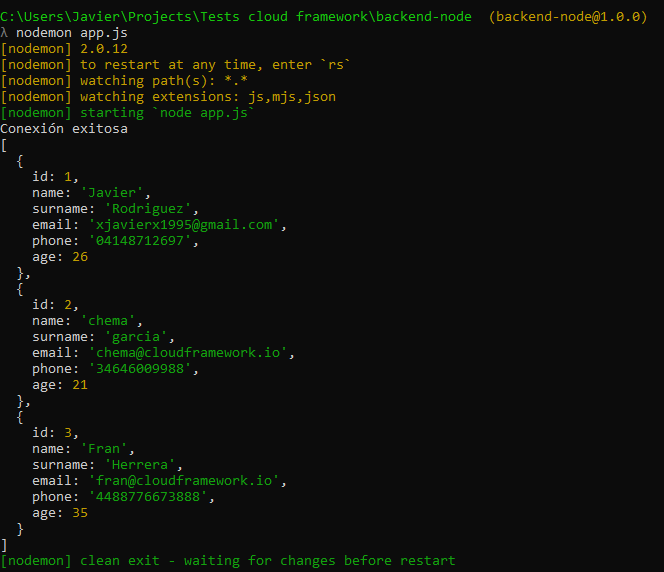 C:\Users\Javier\Projects\Tests cloud framework\backend-node  (backend-node@1.0.0)
λ nodemon app.js
[nodemon] 2.0.12
[nodemon] to restart at any time, enter `rs`
[nodemon] watching path(s): *.*
[nodemon] watching extensions: js,mjs,json
[nodemon] starting `node app.js`
Conexión exitosa
[
  {
    id: 1,
    name: 'Javier',
    surname: 'Rodriguez',
    email: 'xjavierx1995@gmail.com',
    phone: '04148712697',
    age: 26
  },
  {
    id: 2,
    name: 'chema',
    surname: 'garcia',
    email: 'chema@cloudframework.io',
    phone: '34646009988',
    age: 21
  },
  {
    id: 3,
    name: 'Fran',
    surname: 'Herrera',
    email: 'fran@cloudframework.io',
    phone: '4488776673888',
    age: 35
  }
]
[nodemon] clean exit - waiting for changes before restart